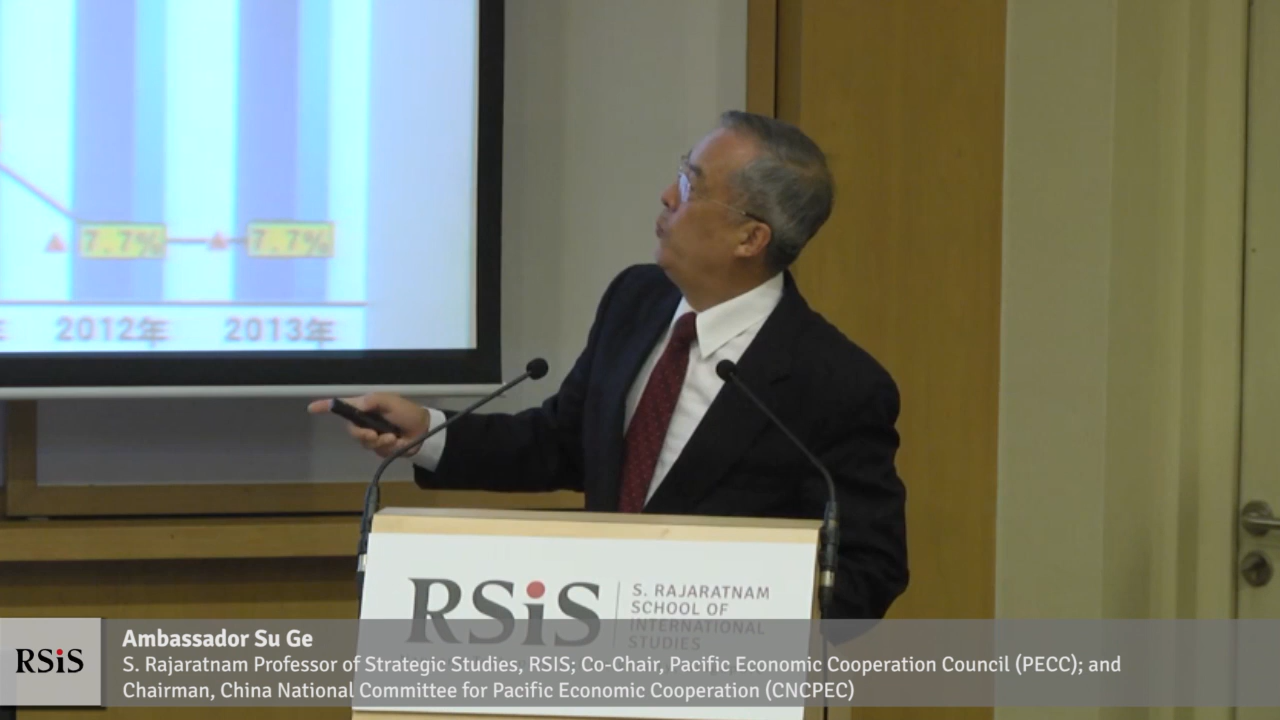 7.7%
7.7%
2012年
2013年
RSiS
S. RAJARATNAM
SCHOOL OF
INTERNATIONAL
STUDIES
RSiS
Ambassador Su Ge
S. Rajaratnam Professor of Strategic Studies, RSIS; Co-Chair, Pacific Economic Cooperation Council (PECC); and
Chairman, China National Committee for Pacific Economic Cooperation (CNCPEC)